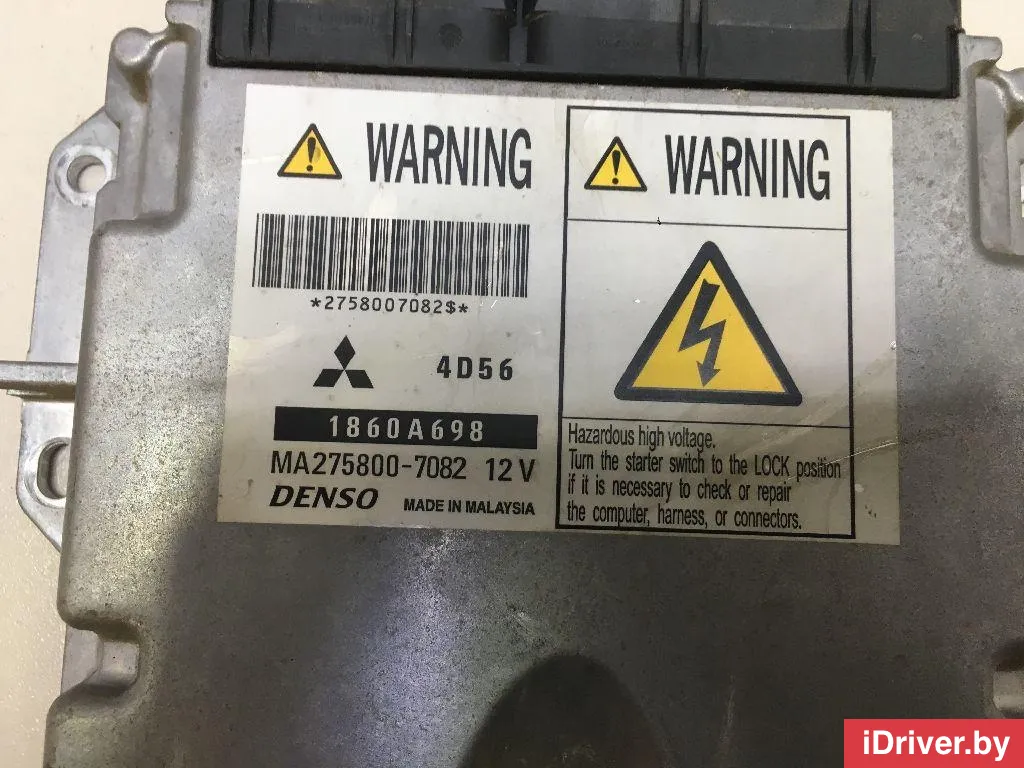 WARNING
*2758007082$*
4D56
1860A698
MA275800-7082 12V
DENSO MADE IN MALAYSIA
WARNING
Hazardous high voltage.
Turn the starter switch to the LOCK position
if it is necessary to check or repair
the computer, harness, or connectors.
iDriver.by